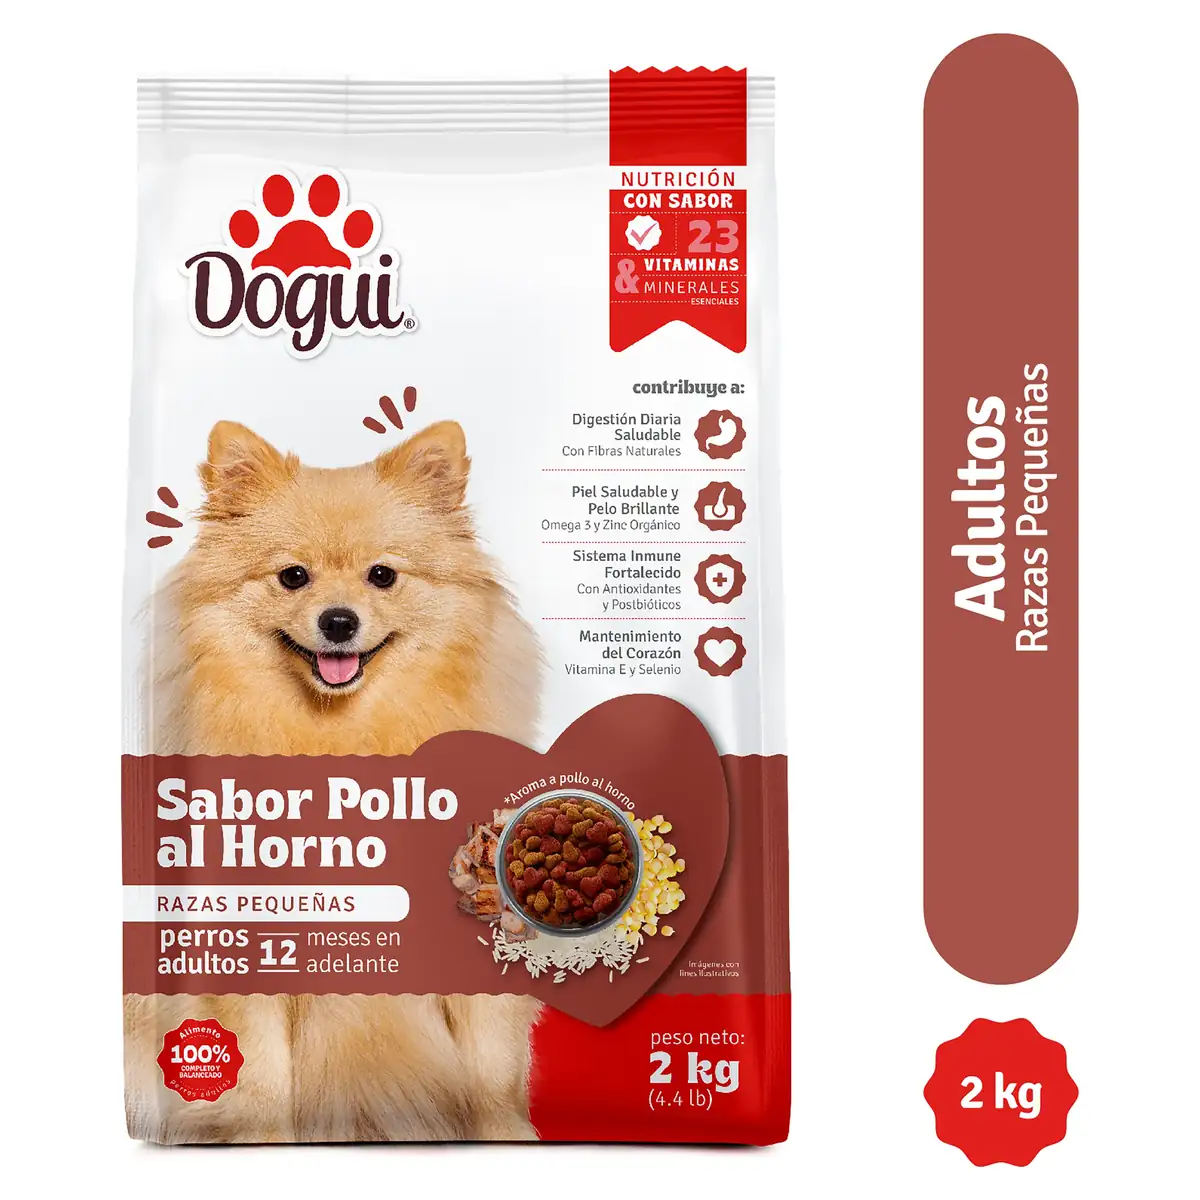 Dogui®
NUTRICIÓN
CON SABOR
23
VITAMINAS
& MINERALES
ESENCIALES
contribuye a:
Digestión Diaria
Saludable
Con Fibras Naturales
Piel Saludable y
Pelo Brillante
Omega 3 y Zinc Orgánico
Sistema Inmune
Fortalecido
Con Antioxidantes
y Postbióticos
Mantenimiento
del Corazón
Vitamina E y Selenio
Sabor Pollo
al Horno
*Aroma a pollo al horno
RAZAS PEQUEÑAS
perros
adultos
12
meses en
adelante
Imágenes con
fines ilustrativos
Alimento
100%
COMPLETO Y
BALANCEADO
Perros adultos
peso neto:
2 kg
(4.4 lb)
Adultos
Razas Pequeñas
2 kg